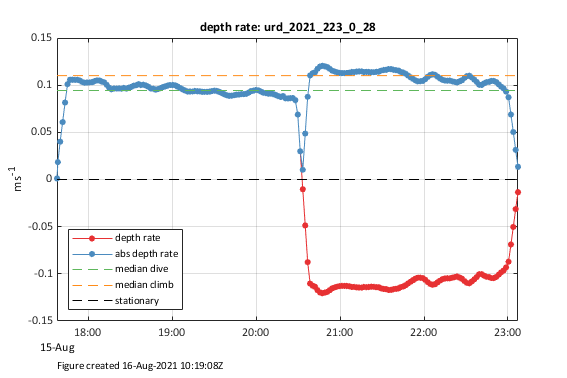 depth rate: urd_2021_223_0_28
0.15
0.1
0.05
0
-0.05
-0.1
-0.15
ms⁻¹
depth rate
abs depth rate
median dive
median climb
stationary
18:00 19:00 20:00 21:00 22:00 23:00
15-Aug
Figure created 16-Aug-2021 10:19:08Z